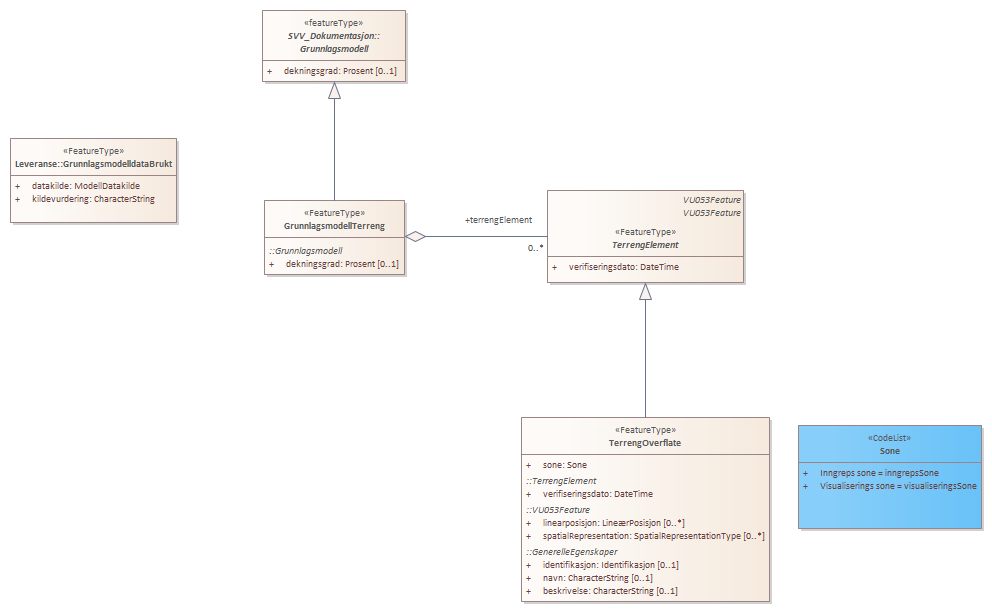 «featureType»
SVV_Dokumentasjon::
Grunnlagsmodell
+ dekningsgrad: Prosent [0..1]
«FeatureType»
Leveranse::GrunnlagsmodelldataBrukt
+ datakilde: ModellDatakilde
+ kildevurdering: CharacterString
«FeatureType»
GrunnlagsmodellTerreng
::Grunnlagsmodell
+ dekningsgrad: Prosent [0..1]
+terrengElement
0..*
VU053Feature
VU053Feature
«FeatureType»
TerrengElement
+ verifiseringsdato: DateTime
«FeatureType»
TerrengOverflate
+ sone: Sone
::TerrengElement
+ verifiseringsdato: DateTime
::VU053Feature
+ linearposisjon: LineærPosisjon [0..*]
+ spatialRepresentation: SpatialRepresentationType [0..*]
::GenerelleEgenskaper
+ identifikasjon: Identifikasjon [0..1]
+ navn: CharacterString [0..1]
+ beskrivelse: CharacterString [0..1]
«CodeList»
Sone
+ Inngreps sone = inngrepsSone
+ Visualiserings sone = visualiseringsSone